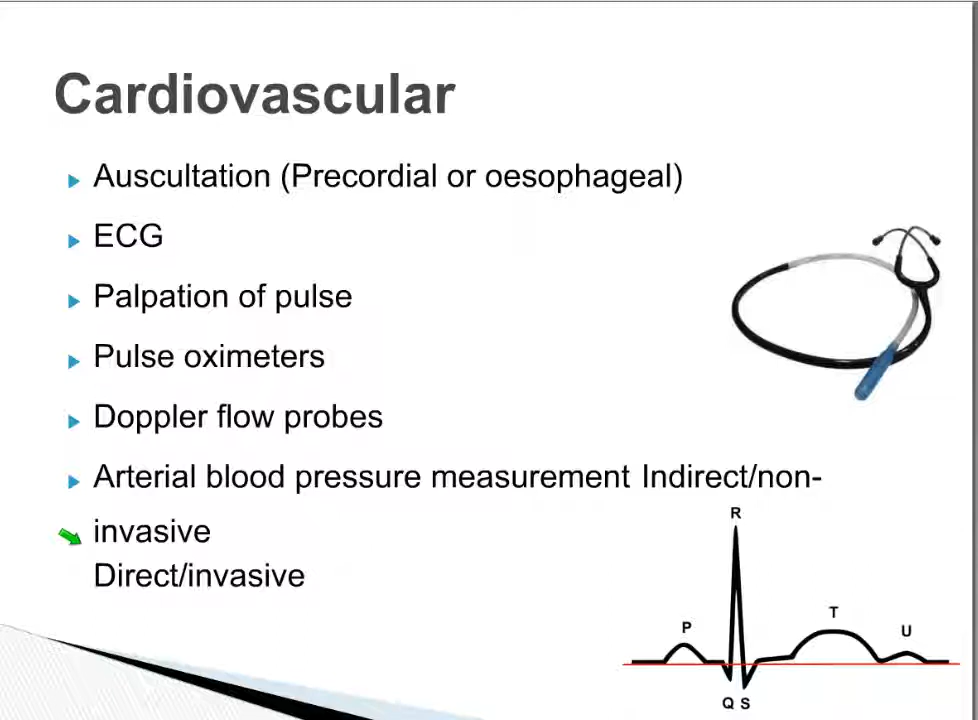 Cardiovascular
Auscultation (Precordial or oesophageal)
ECG
Palpation of pulse
Pulse oximeters
Doppler flow probes
Arterial blood pressure measurement Indirect/non-
invasive
Direct/invasive
R
P
T
U
Q S